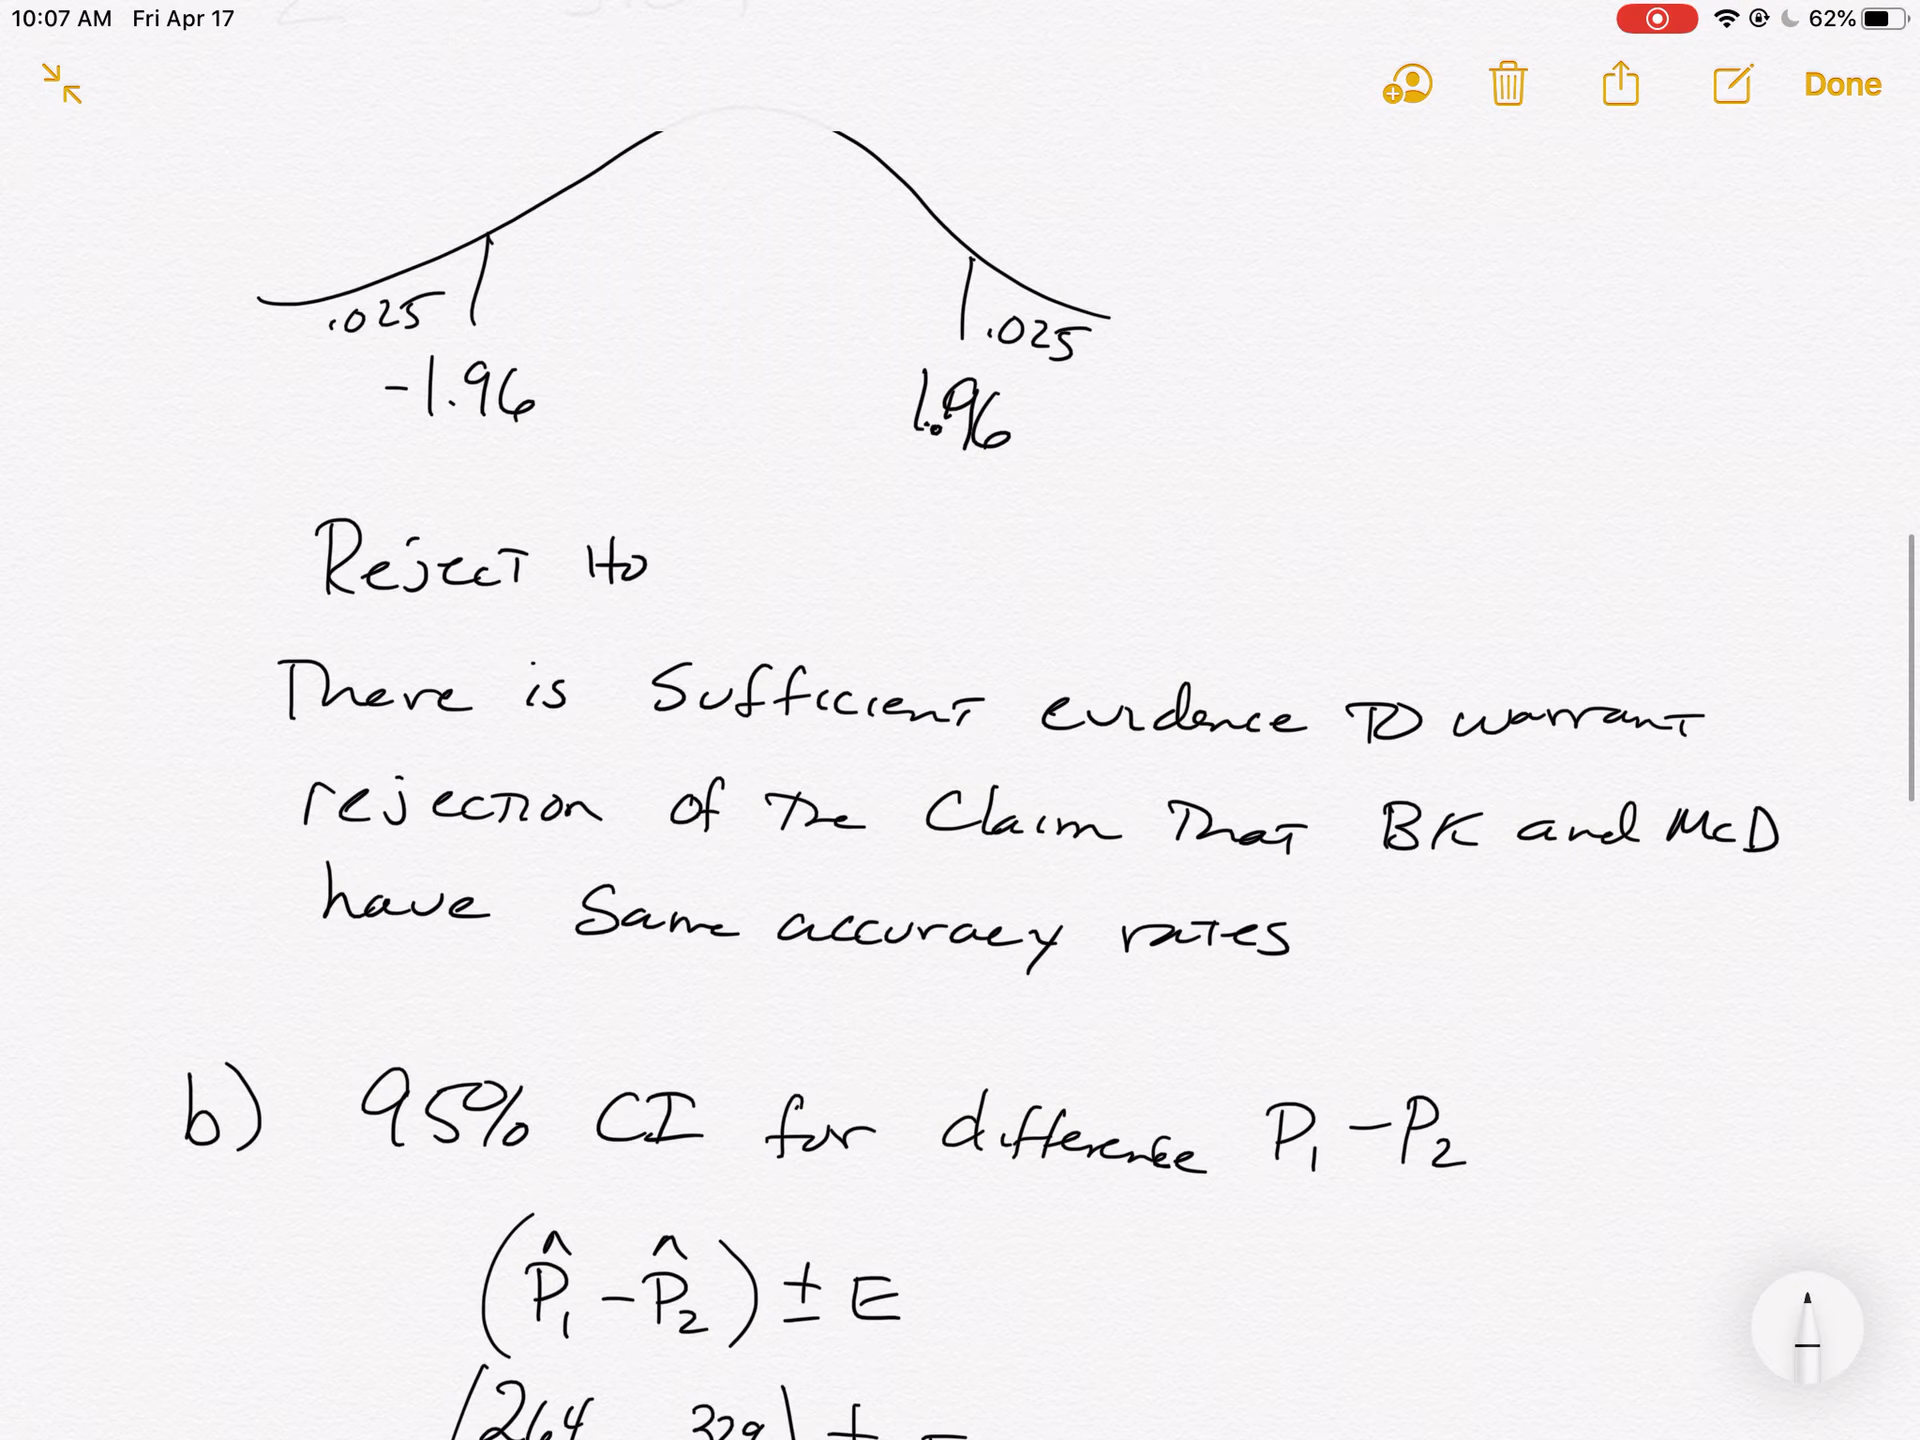 10:07 AM Fri Apr 17 62%
Done
.025 .025
-1.96 1.96
Reject Ho
There is sufficient evidence to warrant
rejection of the claim that BK and McD
have same accuracy rates
b) 95% CI for difference P₁ - P₂
(P̂₁ - P̂₂) ± E
(264 329) ±